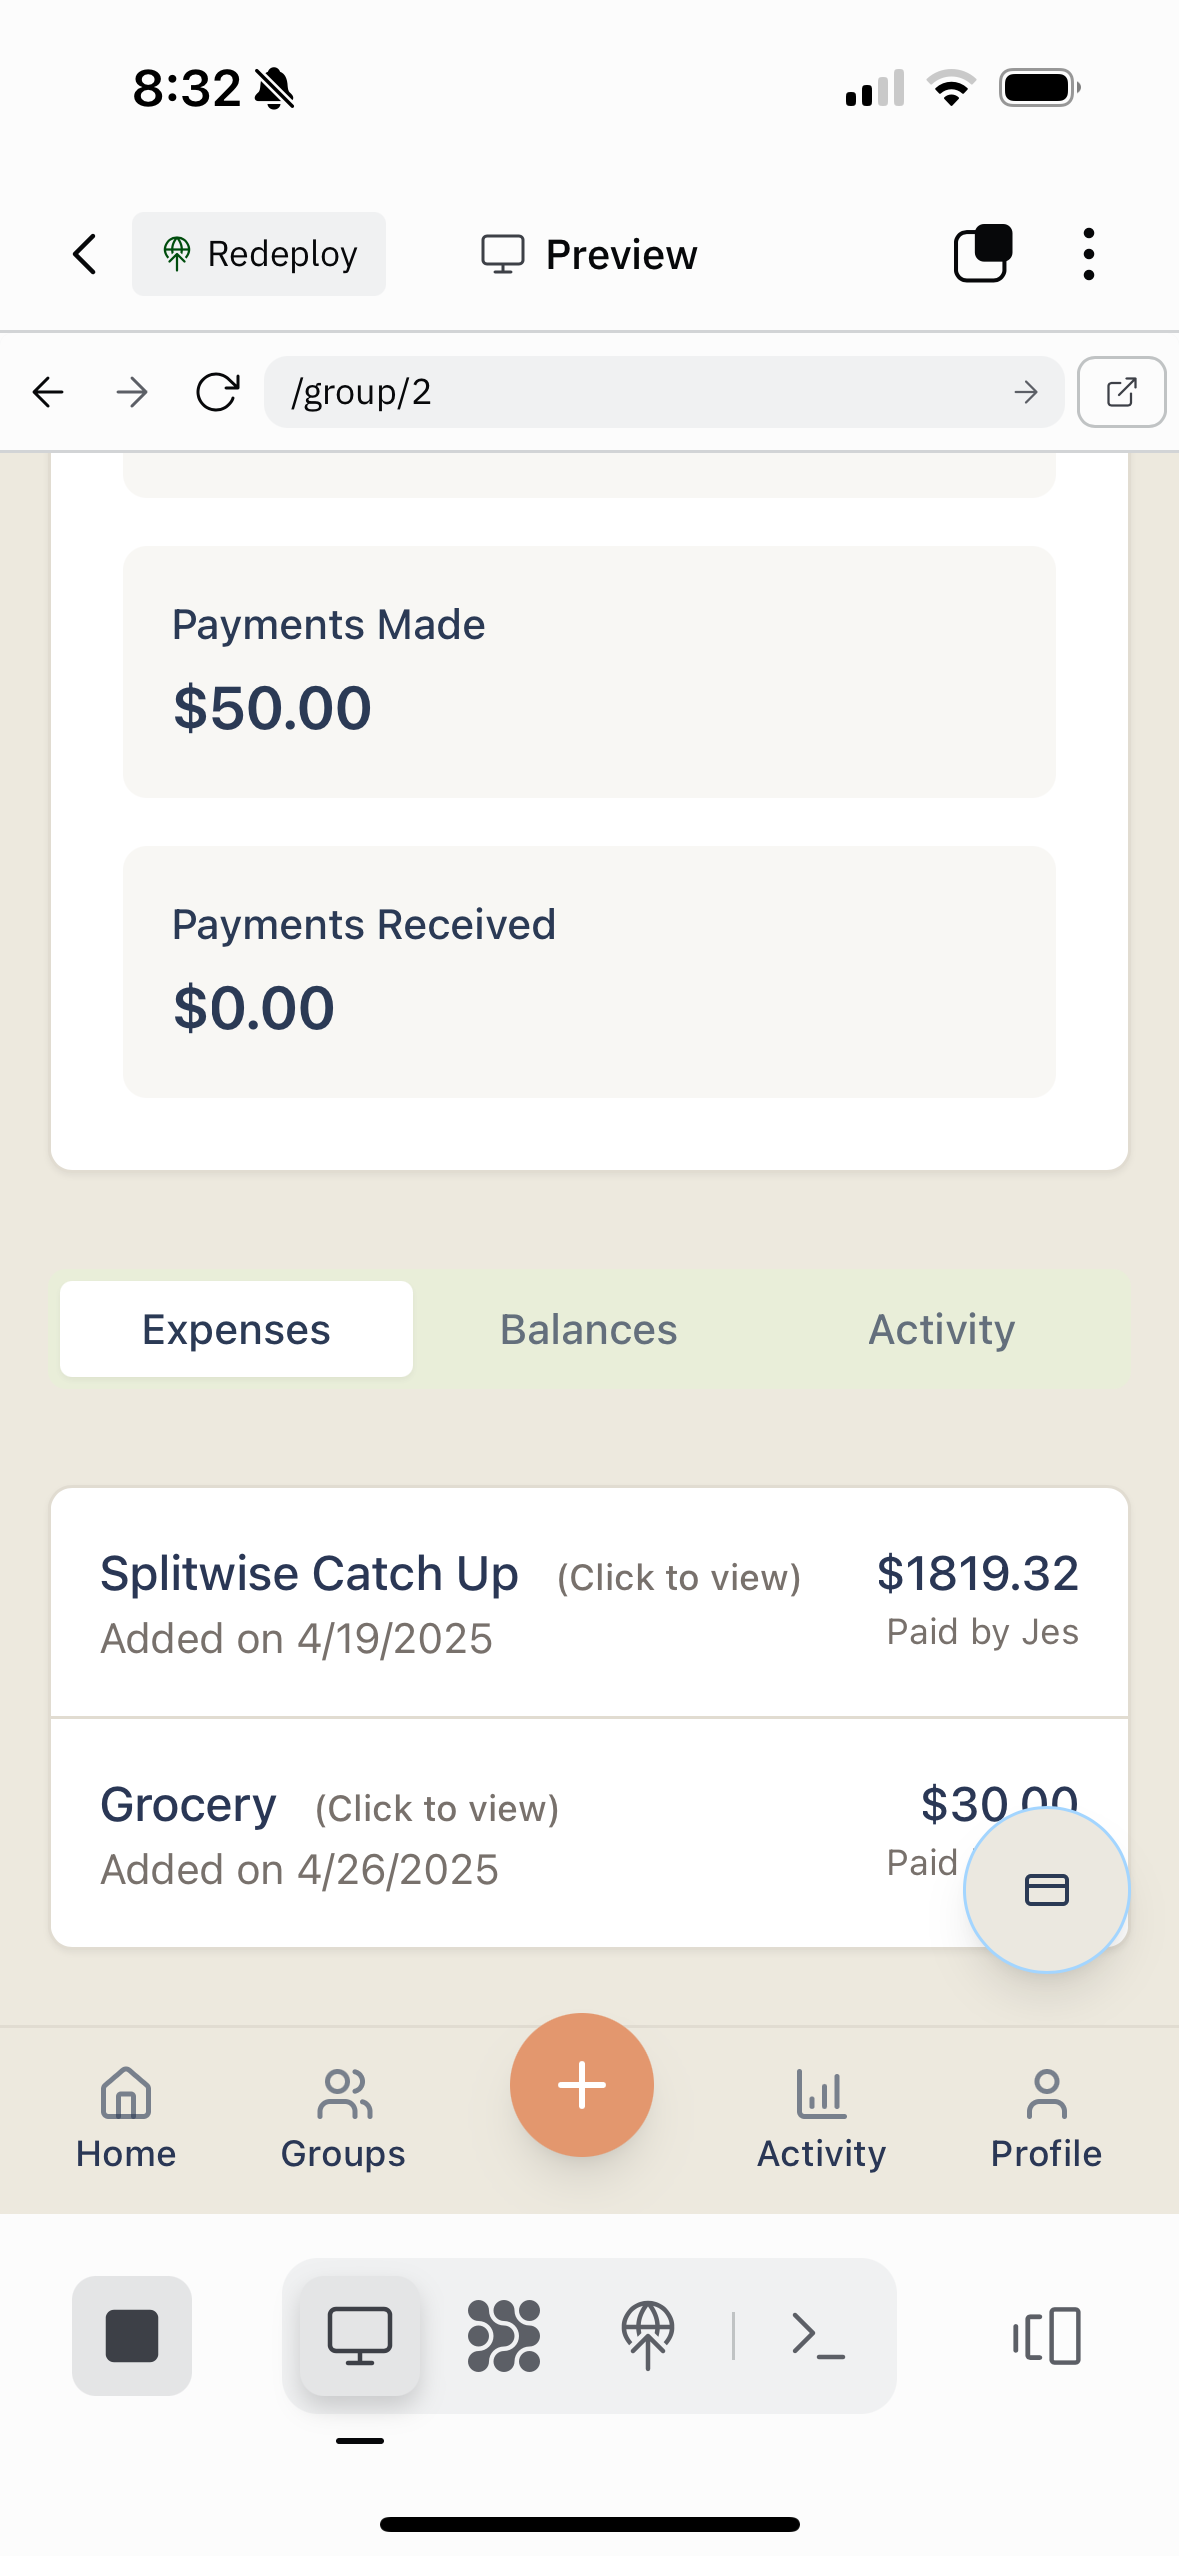 8:32
Redeploy
Preview
/group/2
Payments Made
$50.00
Payments Received
$0.00
Expenses
Balances
Activity
Splitwise Catch Up (Click to view) $1819.32
Added on 4/19/2025 Paid by Jes
Grocery (Click to view) $30.00
Added on 4/26/2025 Paid
Home
Groups
Activity
Profile